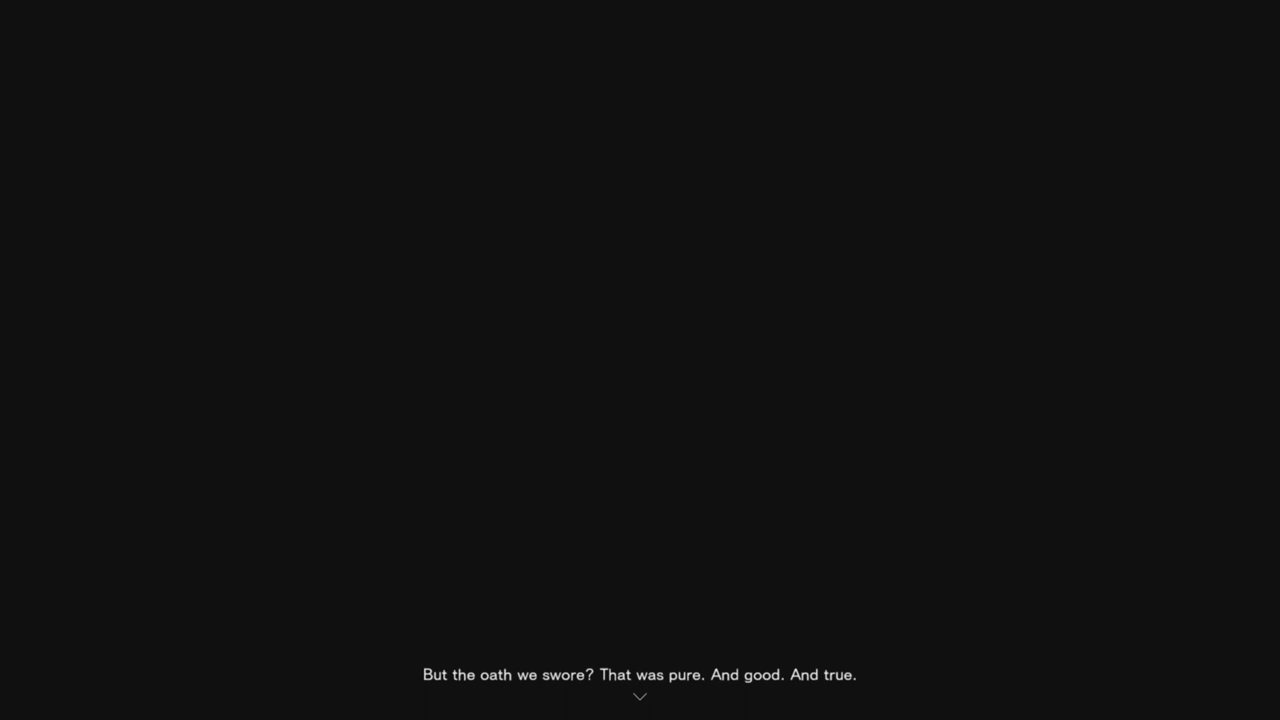 But the oath we swore? That was pure. And good. And true.